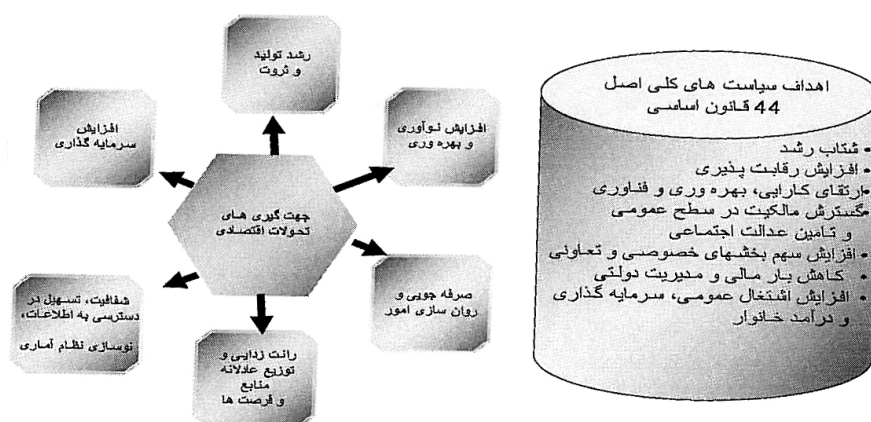 رشد تولید
و ثروت
افزایش نوآوری
و بهره وری
افزایش
سرمایه گذاری
جهت گیری های
تحولات اقتصادی
صرفه جویی و
روان سازی امور
شفافیت، تسهیل در
دسترسی به اطلاعات،
نوسازی نظام آماری
رانت زدایی و
توزیع عادلانه
منابع
و فرصت ها
اهداف سیاست های کلی اصل
44 قانون اساسی
• شتاب رشد
• افزایش رقابت پذیری
•ارتقای کارایی، بهره وری و فناوری
•گسترش مالکیت در سطح عمومی
و تامین عدالت اجتماعی
• افزایش سهم بخشهای خصوصی و تعاونی
• کاهش بار مالی و مدیریت دولتی
• افزایش اشتغال عمومی، سرمایه گذاری
و درآمد خانوار